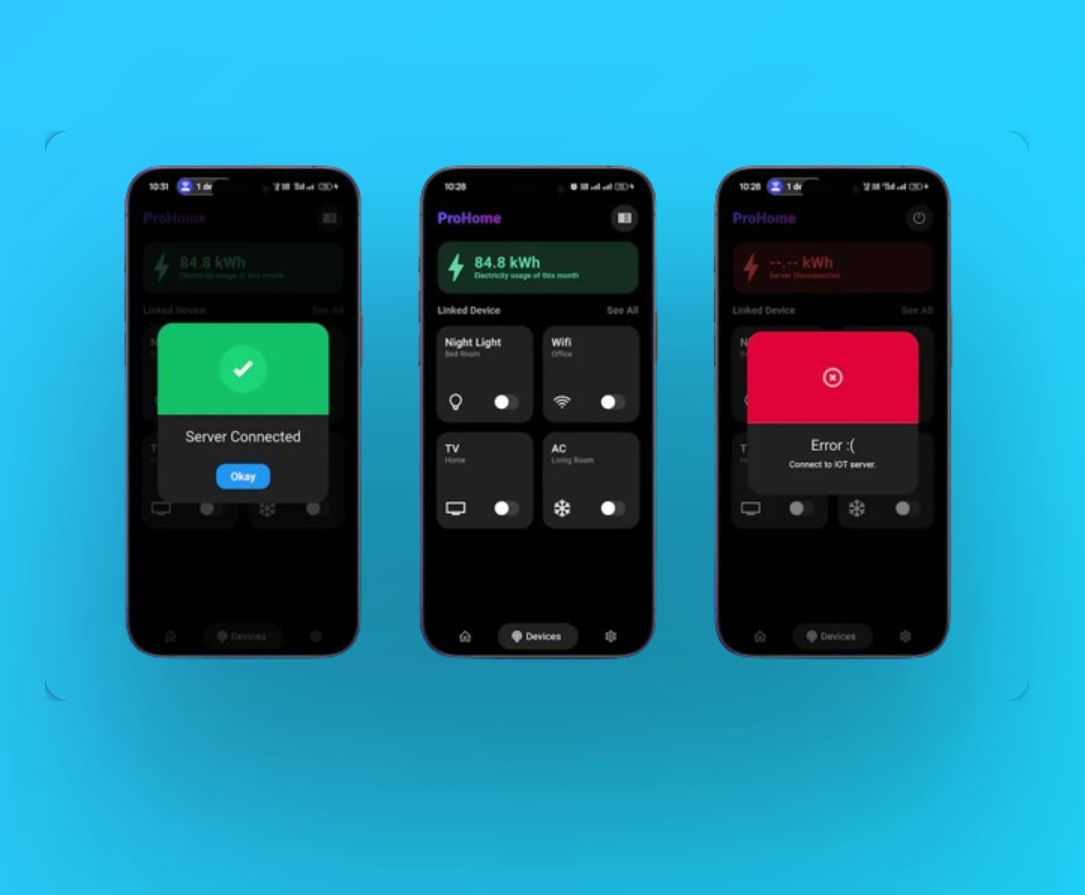 10:31
1 de
ProHome
84.8 kWh
Electricity usage of this month
Linked Device
See All
Server Connected
Okay
T
Devices
10:28
ProHome
84.8 kWh
Electricity usage of this month
Linked Device
See All
Night Light
Bed Room
Wifi
Office
TV
Home
AC
Living Room
Devices
10:28
1 de
ProHome
--.-- kWh
Server Disconnected
Linked Device
See All
N
Error :(
Connect to IOT server.
T
Devices